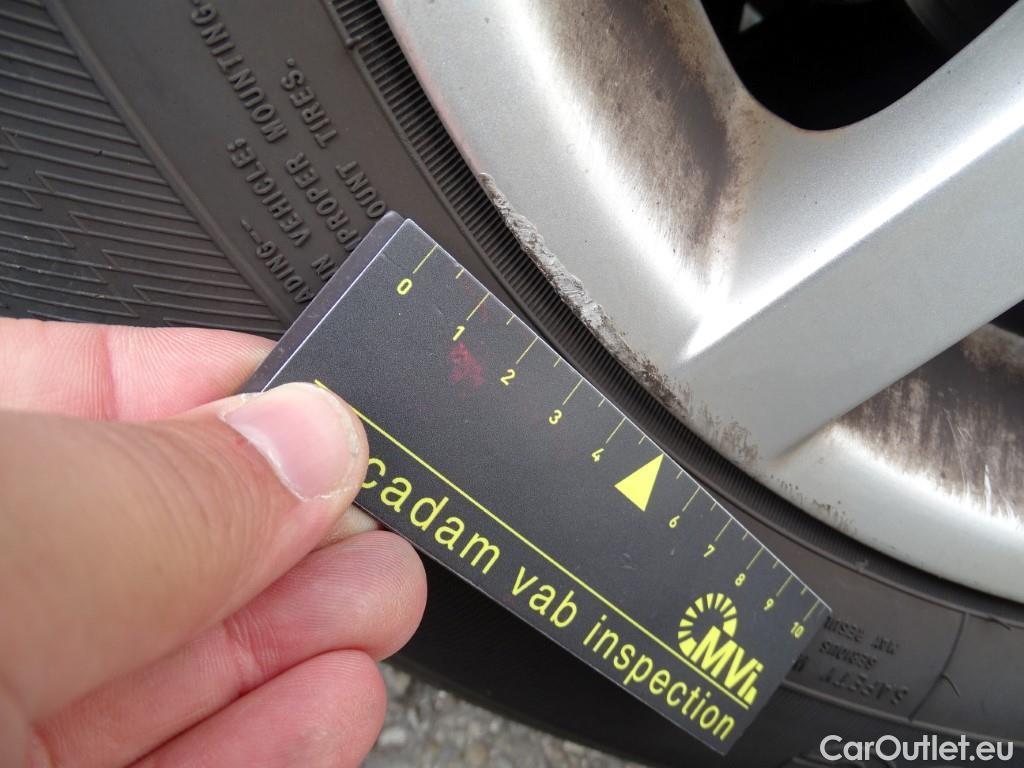 VEHICLES
PROPER MOUNTING
OUNT TIRES.
0
1
2
3
4
6
7
8
9
10
cadam vab inspection
MVi
SAFETY
SERIOUS
CarOutlet.eu